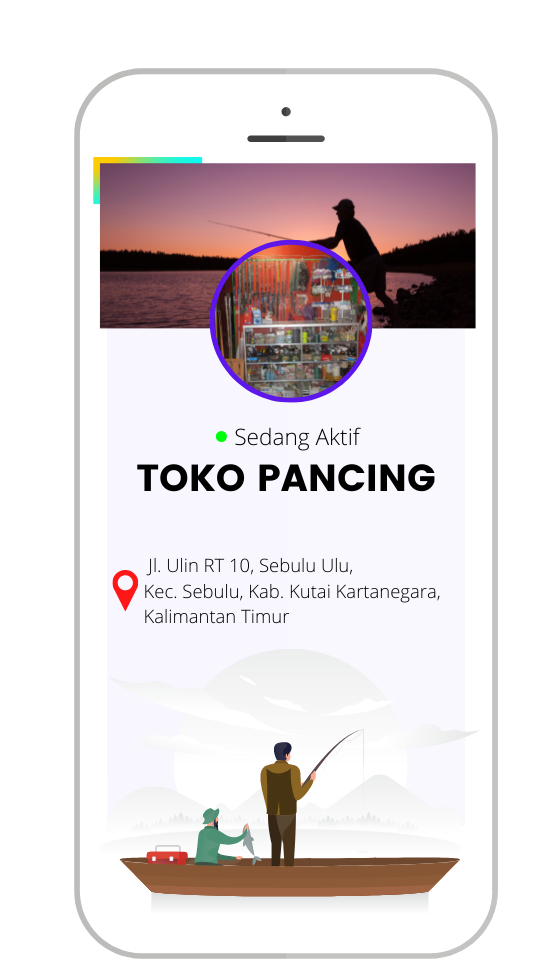 Sedang Aktif
TOKO PANCING
Jl. Ulin RT 10, Sebulu Ulu,
Kec. Sebulu, Kab. Kutai Kartanegara,
Kalimantan Timur